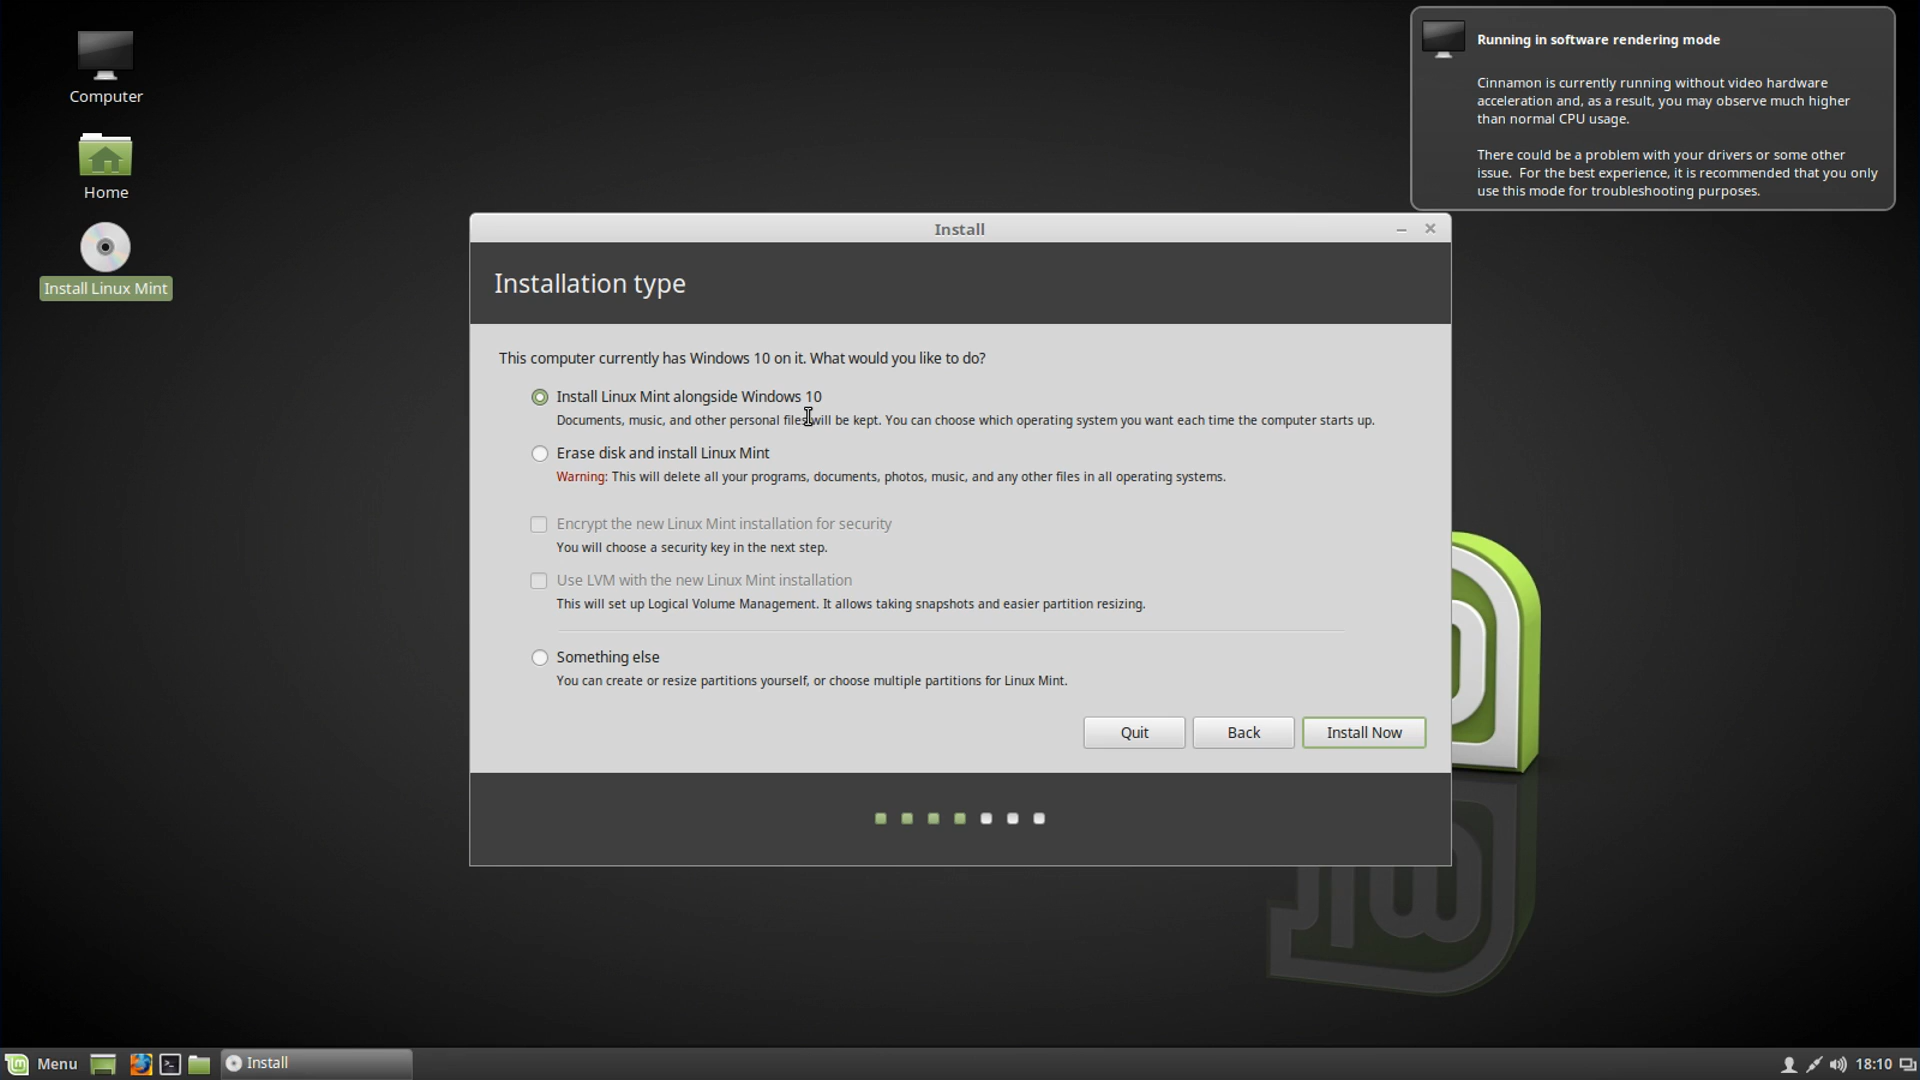 Computer
Home
Install Linux Mint
Running in software rendering mode
Cinnamon is currently running without video hardware
acceleration and, as a result, you may observe much higher
than normal CPU usage.
There could be a problem with your drivers or some other
issue.  For the best experience, it is recommended that you only
use this mode for troubleshooting purposes.
Install
Installation type
This computer currently has Windows 10 on it. What would you like to do?
Install Linux Mint alongside Windows 10
Documents, music, and other personal files will be kept. You can choose which operating system you want each time the computer starts up.
Erase disk and install Linux Mint
Warning: This will delete all your programs, documents, photos, music, and any other files in all operating systems.
Encrypt the new Linux Mint installation for security
You will choose a security key in the next step.
Use LVM with the new Linux Mint installation
This will set up Logical Volume Management. It allows taking snapshots and easier partition resizing.
Something else
You can create or resize partitions yourself, or choose multiple partitions for Linux Mint.
Quit
Back
Install Now
Menu
Install
18:10